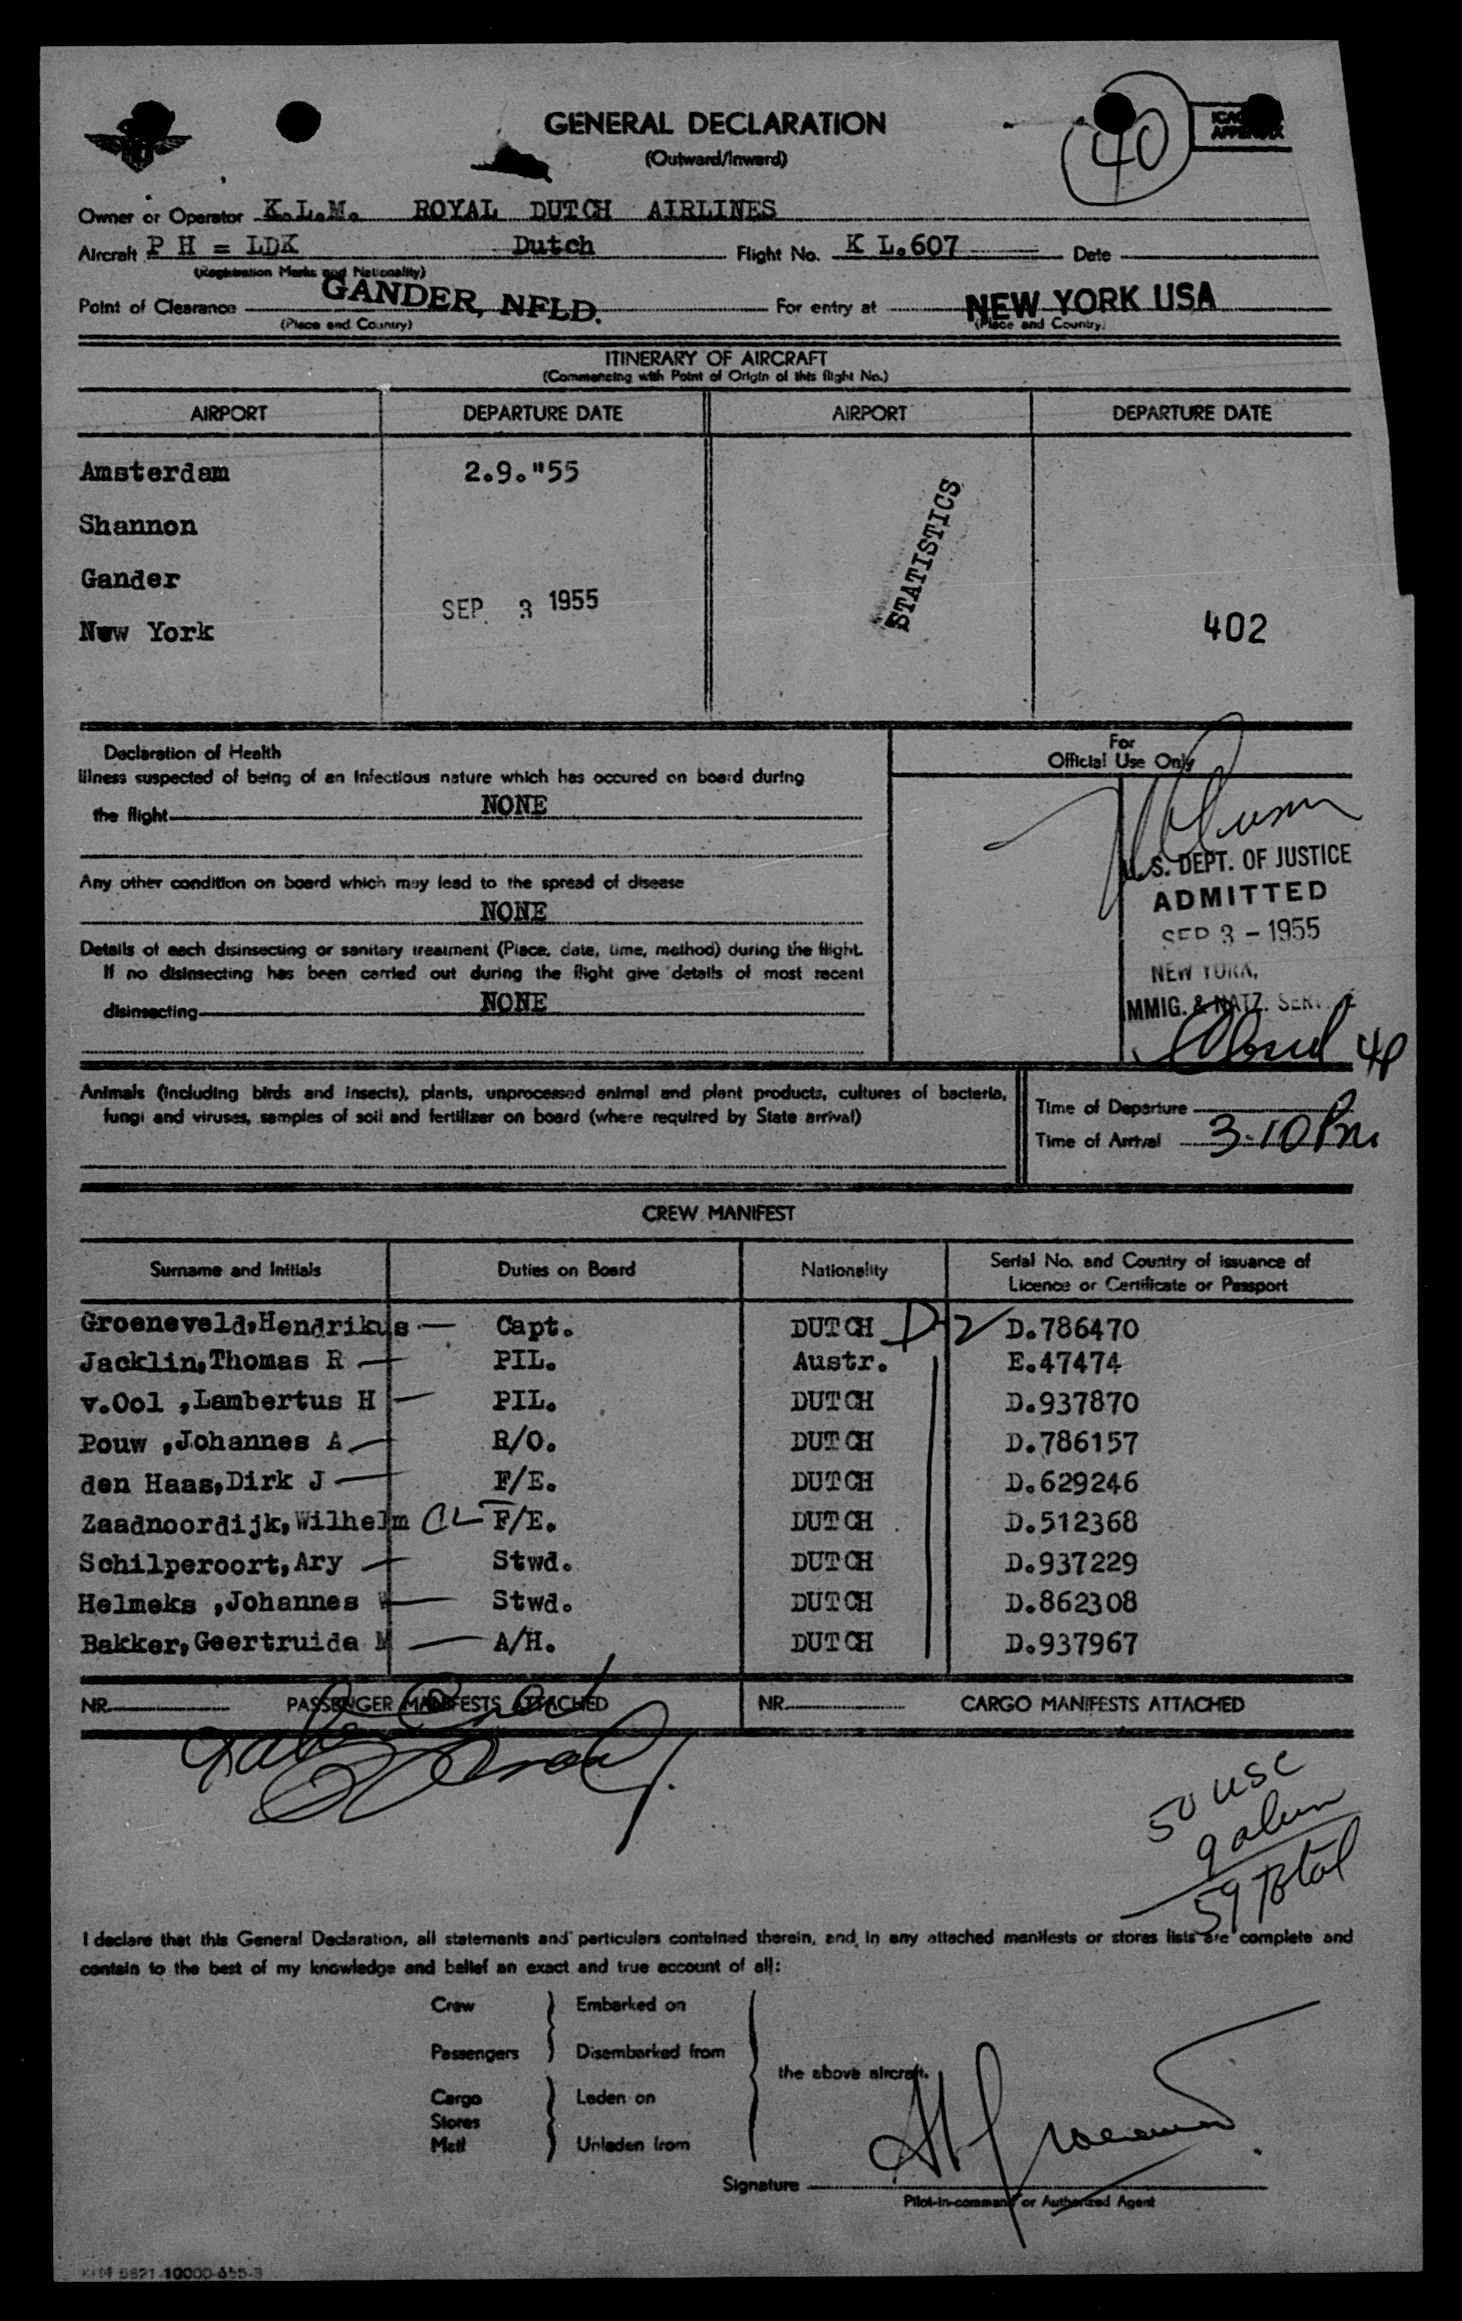 GENERAL DECLARATION
(Outward/Inward)
40
ICAO
APPENDIX
Owner or Operator K.L.M. ROYAL DUTCH AIRLINES
Aircraft P H = LDK Dutch Flight No. K L.607 Date
(Registration Marks and Nationality)
Point of Clearance GANDER, NFLD. For entry at NEW YORK USA
(Place and Country) (Place and Country)
ITINERARY OF AIRCRAFT
(Commencing with Point of Origin of this flight No.)
AIRPORT DEPARTURE DATE AIRPORT DEPARTURE DATE
Amsterdam 2.9."55
STATISTICS
Shannon
Gander
SEP 3 1955
New York 402
Declaration of Health
Illness suspected of being of an Infectious nature which has occured on board during
the flight NONE
Any other condition on board which may lead to the spread of disease
NONE
Details of each disinsecting or sanitary treatment (Place, date, time, method) during the flight.
If no disinsecting has been carried out during the flight give details of most recent
disinsecting NONE
For
Official Use Only
U.S. DEPT. OF JUSTICE
ADMITTED
SEP 3 - 1955
NEW YORK,
IMMIG. & NATZ. SERVICE
Animals (including birds and insects), plants, unprocessed animal and plant products, cultures of bacteria,
fungi and viruses, samples of soil and fertilizer on board (where required by State arrival)
Time of Departure
Time of Arrival 3-10 Pm
CREW MANIFEST
Surname and Initials Duties on Board Nationality Serial No. and Country of issuance of
Licence or Certificate or Passport
Groeneveld,Hendrikus Capt. DUTCH D-2 D.786470
Jacklin,Thomas R PIL. Austr. E.47474
v.Ool ,Lambertus H PIL. DUTCH D.937870
Pouw ,Johannes A R/O. DUTCH D.786157
den Haas,Dirk J F/E. DUTCH D.629246
Zaadnoordijk,Wilhelm CL F/E. DUTCH D.512368
Schilperoort,Ary Stwd. DUTCH D.937229
Helmeks ,Johannes W Stwd. DUTCH D.862308
Bakker,Geertruida M A/H. DUTCH D.937967
NR. PASSENGER MANIFESTS ATTACHED NR. CARGO MANIFESTS ATTACHED
50 USC
9 alien
59 Total
I declare that this General Declaration, all statements and particulars contained therein, and in any attached manifests or stores lists are complete and
contain to the best of my knowledge and belief an exact and true account of all:
Crew Embarked on
Passengers Disembarked from
the above aircraft.
Cargo Laden on
Stores
Mail Unladen from
Signature
Pilot-in-command or Authorized Agent